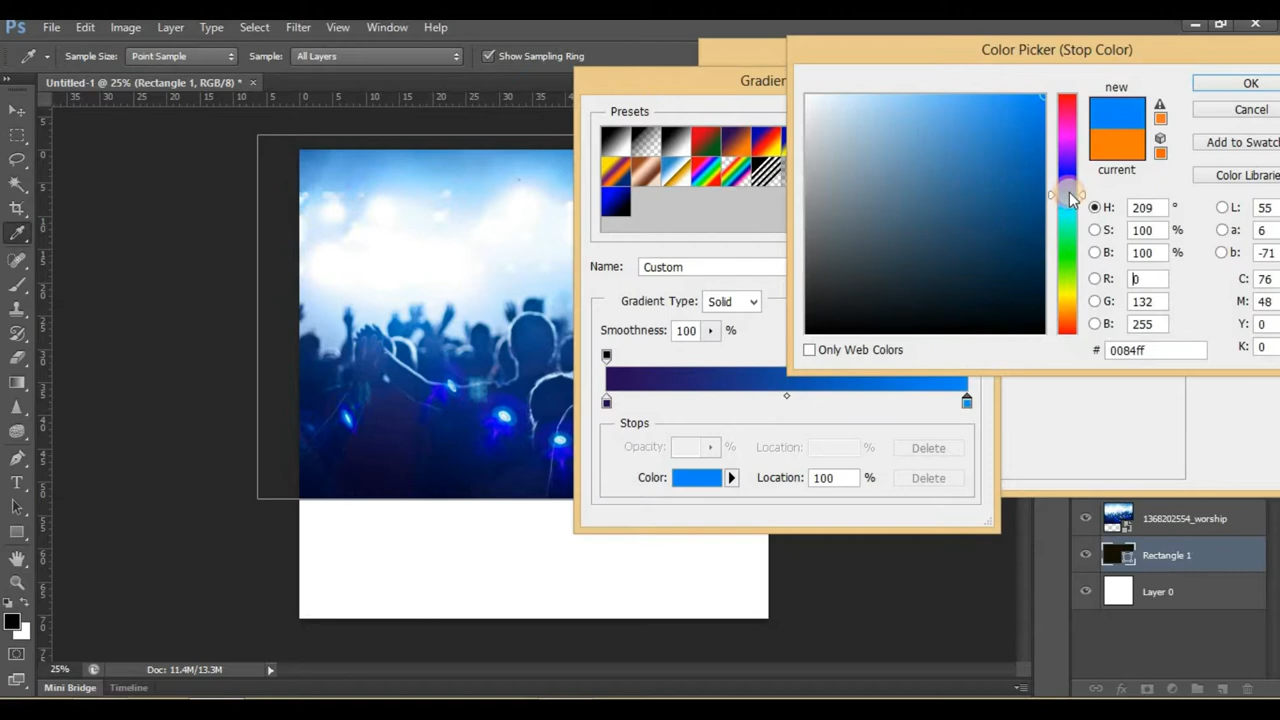 Ps File Edit Image Layer Type Select Filter View Window Help
Sample Size: Point Sample Sample: All Layers Show Sampling Ring
Untitled-1 @ 25% (Rectangle 1, RGB/8) *
Color Picker (Stop Color)
new
current
OK
Cancel
Add to Swatch
Color Librarie
H: 209 °
S: 100 %
B: 100 %
R: 0
G: 132
B: 255
L: 55
a: 6
b: -71
C: 76
M: 48
Y: 0
K: 0
Only Web Colors
# 0084ff
Gradien
Presets
Name: Custom
Gradient Type: Solid
Smoothness: 100 %
Stops
Opacity: % Location: % Delete
Color: Location: 100 % Delete
1368202554_worship
Rectangle 1
Layer 0
25% Doc: 11.4M/13.3M
Mini Bridge Timeline